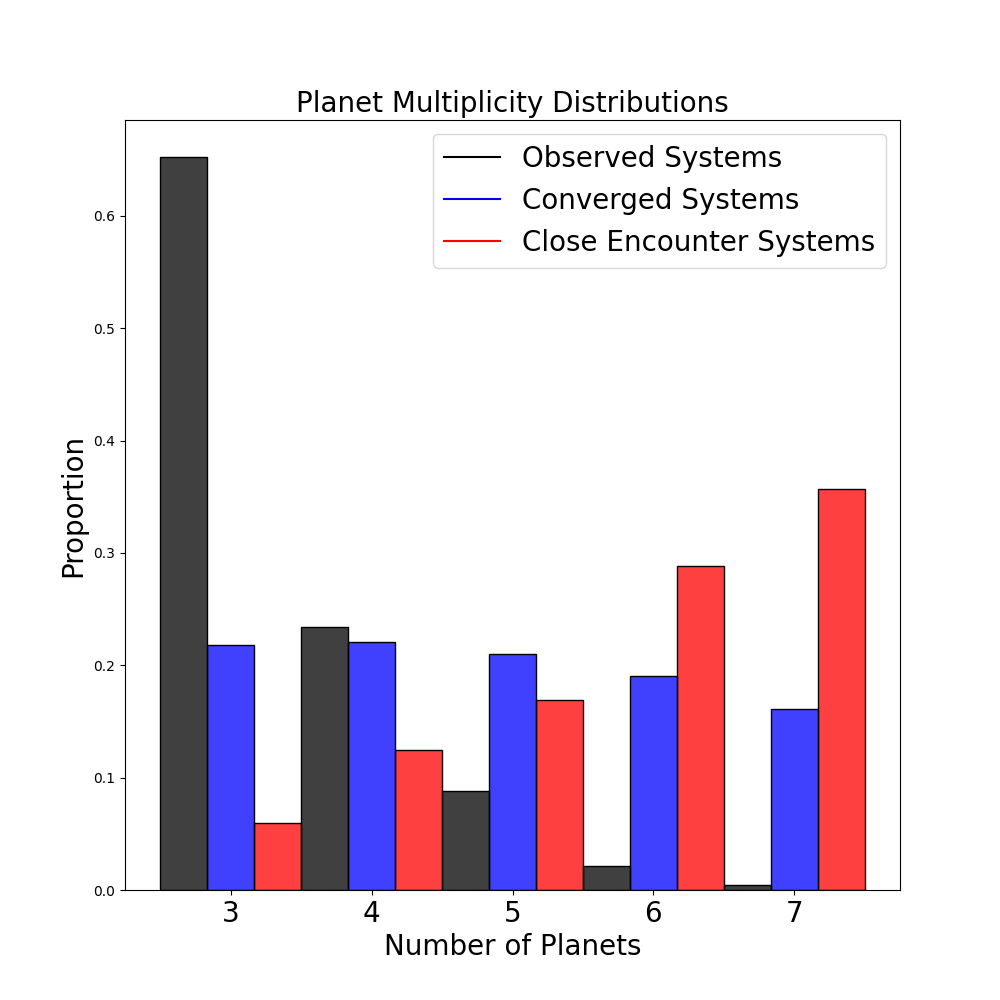 Planet Multiplicity Distributions
Observed Systems
Converged Systems
Close Encounter Systems
Proportion
0.6
0.5
0.4
0.3
0.2
0.1
0.0
3 4 5 6 7
Number of Planets